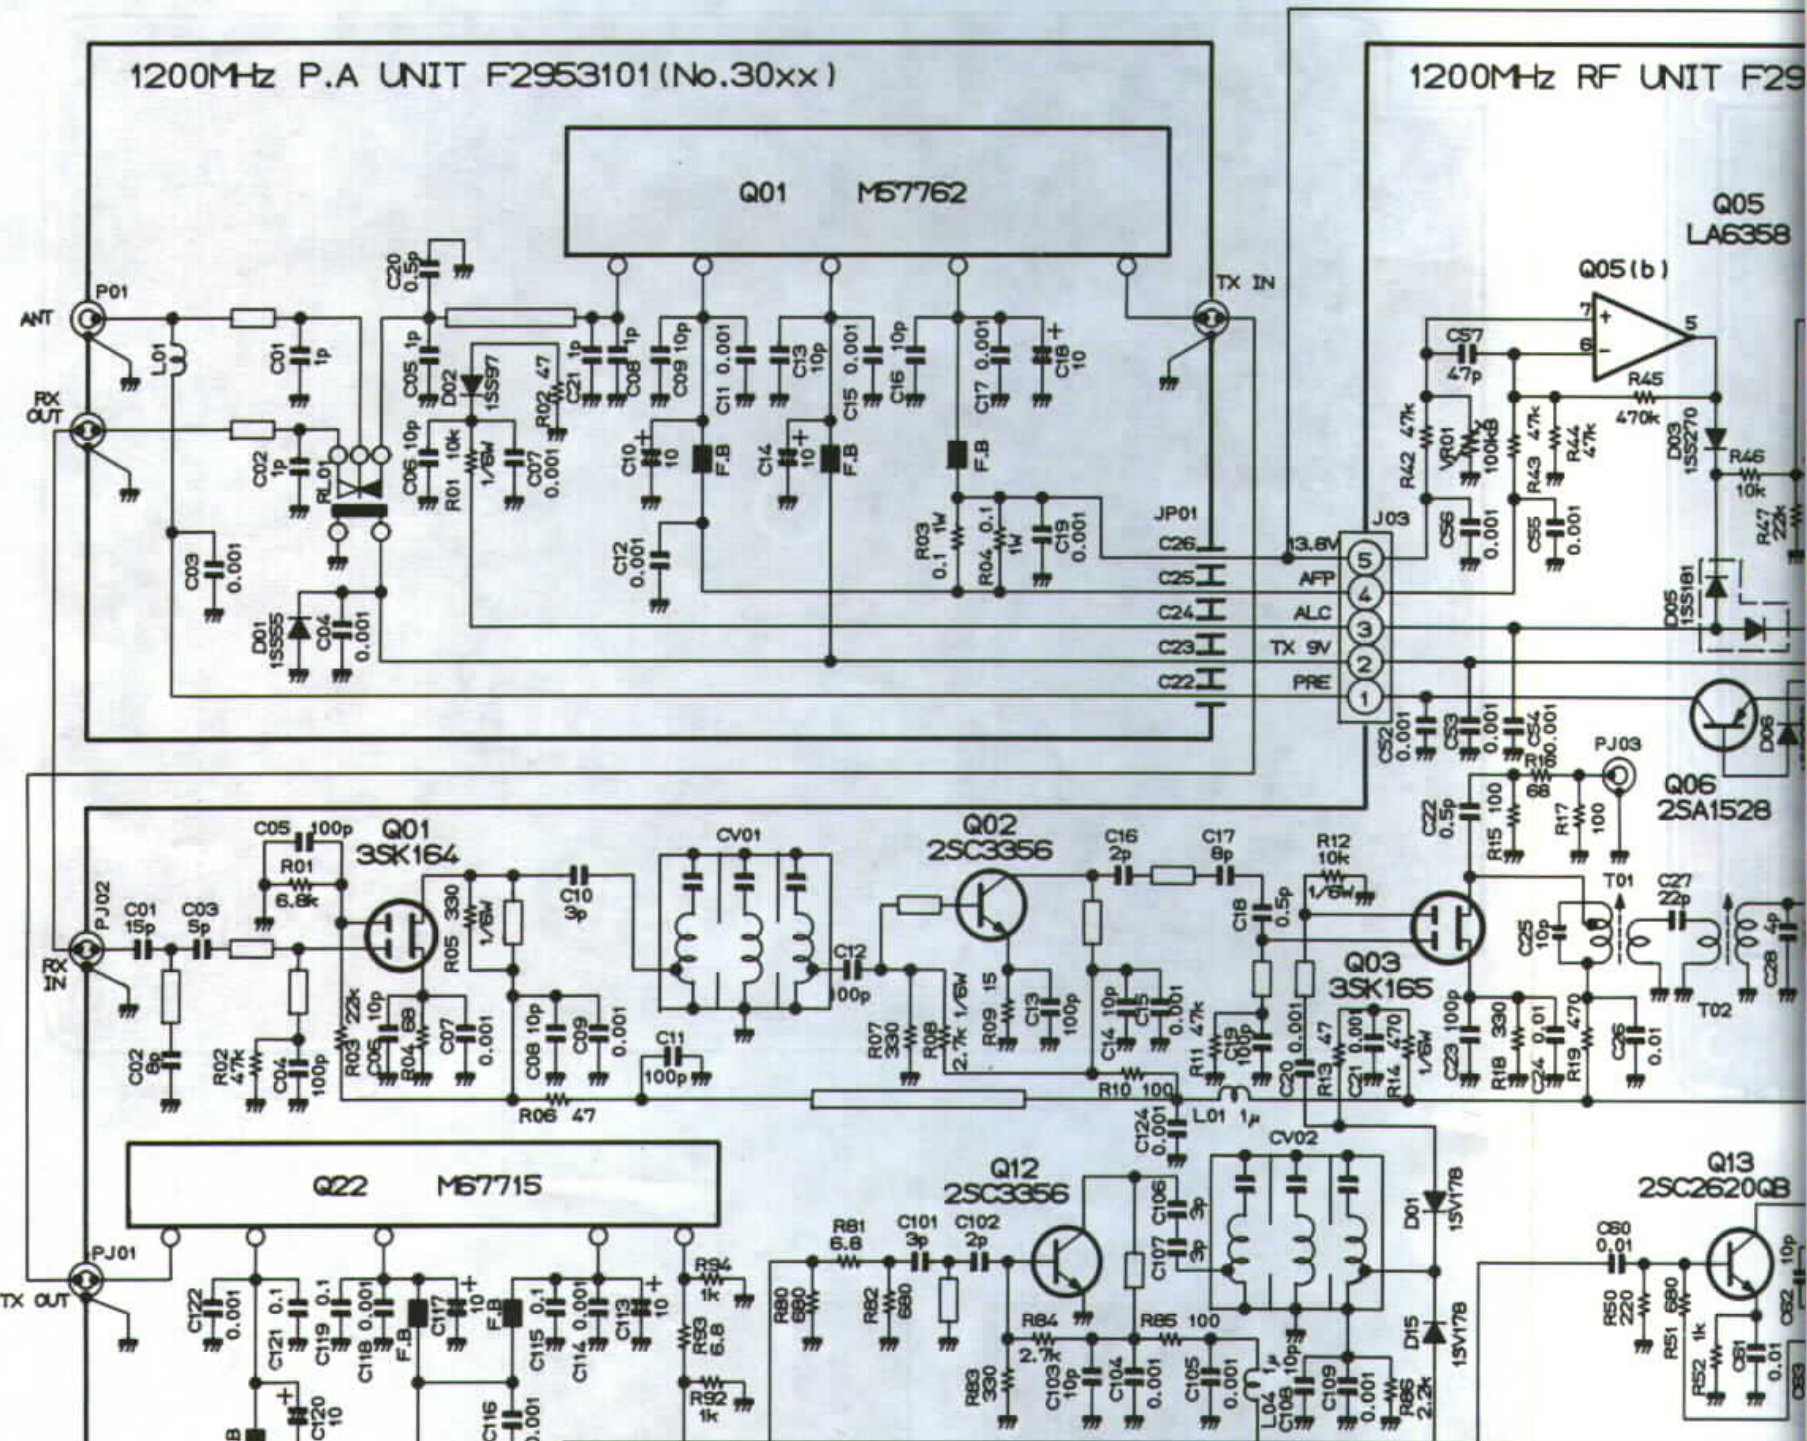 1200MHz P.A UNIT F2953101(No.30xx)
1200MHz RF UNIT F29
Q01 M57762
Q05
LA6358
Q05(b)
7
+
6
-
5
P01
ANT
RX
OUT
TX IN
L01
C01
1p
C02
1p
C03
0.001
RL01
D01
1SS55
C04
0.001
C20
0.5p
C05 1p
D02
1SS97
R02 47
C21 1p
C08 1p
C06 10p
R01 10k
1/6W
C07
0.001
C09 10p
C11 0.001
C10 +
10
F.B
C12
0.001
C13
10p
C15 0.001
C14 +
10
F.B
C16 10p
C17 0.001
C18 +
10
F.B
R03
0.1 1W
R04 0.1
1W
C19
0.001
JP01
C26
C25
C24
C23
C22
13.8V
AFP
ALC
TX 9V
PRE
J03
5
4
3
2
1
C57
47p
R42 47k
VR01
100kB
R43 47k
R44
47k
R45
470k
D03
1SS270
R46
10k
R47
22k
C56
0.001
C55
0.001
D05
1SS181
C52
0.001
C53
0.001
C54
0.001
Q06
2SA1528
D06
PJ03
R16
68
R15 100
R17
100
C22
0.5p
C05 100p
R01
6.8k
Q01
3SK164
PJ02
RX
IN
C01
15p
C03
5p
C02
8p
R02
47k
C04
100p
R03 22k
C06 10p
R04 68
C07
0.001
R05 330
1/6W
C10
3p
C08 10p
C09
0.001
C11
100p
R06 47
CV01
C12
100p
Q02
2SC3356
R07
330
R08
2.7k 1/6W
R09 15
C13
100p
C14 10p
C15
0.001
R10 100
C16
2p
C17
8p
C18
0.5p
R12
10k
1/6W
Q03
3SK165
R11 47k
C19
100p
C20 0.001
R13 47
C21 0.001
R14 470
1/6W
L01 1μ
C124
0.001
C23 100p
R18 330
C24 0.01
R19 470
C26
0.01
C25
10p
T01
C27
22p
T02
C28 4p
Q22 M67715
PJ01
TX OUT
C122
0.001
C121 0.1
C119 0.1
C118 0.001
F.B
C117 +
10
F.B
C115 0.1
C114 0.001
C113 +
10
R94
1k
R93
6.8
R92
1k
C120 +
10
C116
0.001
B
Q12
2SC3356
R81
6.8
C101
3p
C102
2p
R80
680
R82
680
R84
2.7k
R85 100
R83
330
C103
10p
C104
0.001
C105
0.001
C106
3p
C107 3p
L04 1μ
C108 10p
C109
0.001
R86
2.2k
CV02
D01
1SV178
D15
1SV178
Q13
2SC2620QB
C60
0.01
R50
220
R51 680
R52 1k
C61
0.01
C62 10p
C63